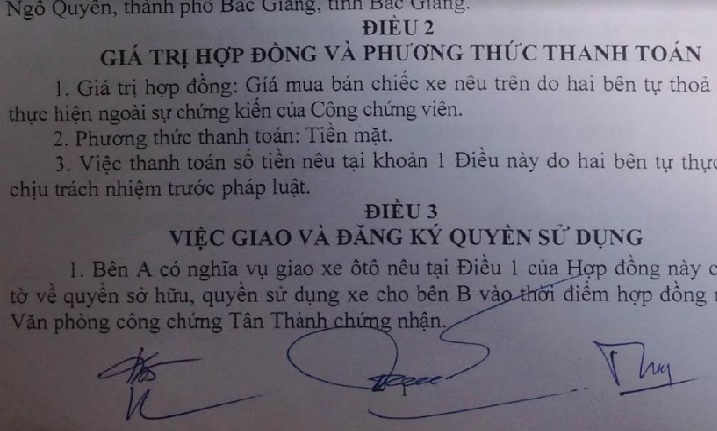 Ngô Quyền, thành phố Bắc Giang, tỉnh Bắc Giang.
ĐIỀU 2
GIÁ TRỊ HỢP ĐỒNG VÀ PHƯƠNG THỨC THANH TOÁN
1. Giá trị hợp đồng: Giá mua bán chiếc xe nêu trên do hai bên tự thoả
thực hiện ngoài sự chứng kiến của Công chứng viên.
2. Phương thức thanh toán: Tiền mặt.
3. Việc thanh toán số tiền nêu tại khoản 1 Điều này do hai bên tự thực
chịu trách nhiệm trước pháp luật.
ĐIỀU 3
VIỆC GIAO VÀ ĐĂNG KÝ QUYỀN SỬ DỤNG
1. Bên A có nghĩa vụ giao xe ôtô nêu tại Điều 1 của Hợp đồng này
tờ về quyền sở hữu, quyền sử dụng xe cho bên B vào thời điểm hợp đồng
Văn phòng công chứng Tân Thành chứng nhận.
Thuy